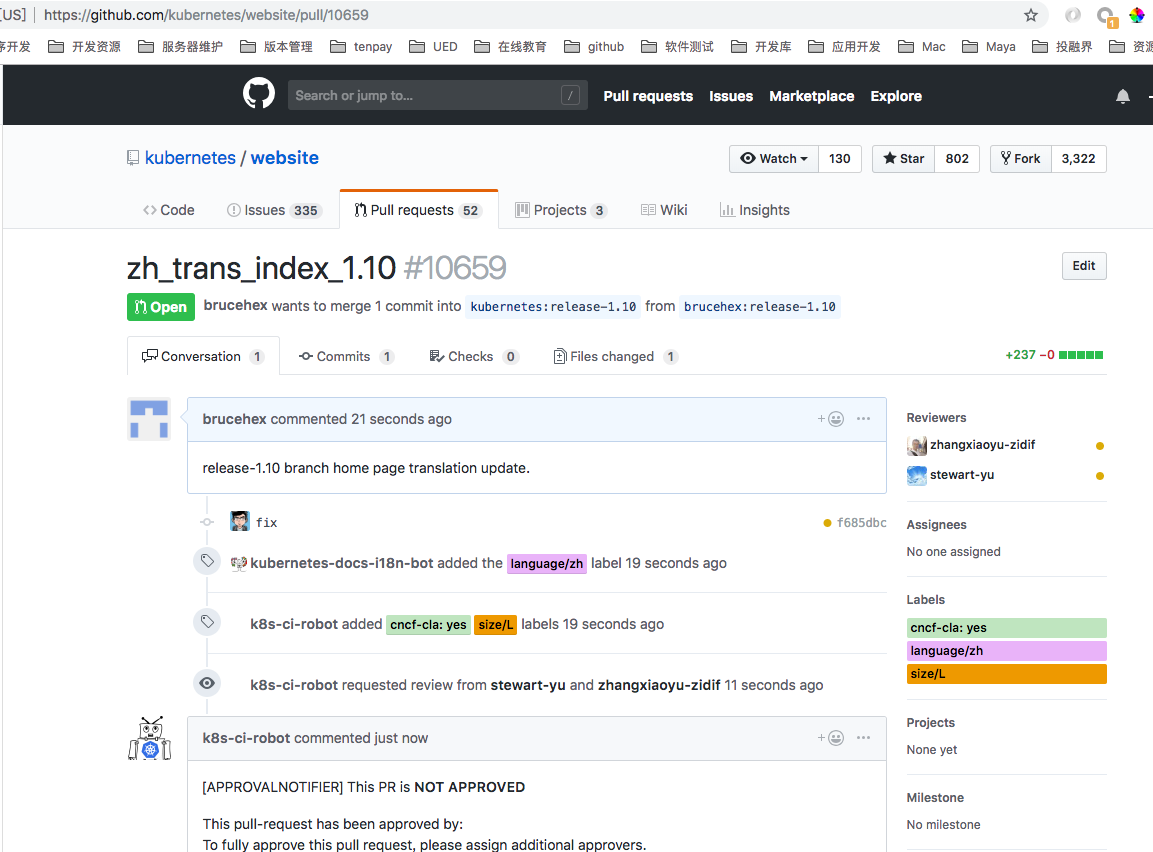 [US] https://github.com/kubernetes/website/pull/10659
1
序开发 开发资源 服务器维护 版本管理 tenpay UED 在线教育 github 软件测试 开发库 应用开发 Mac Maya 投融界 资源
Search or jump to... / Pull requests Issues Marketplace Explore
kubernetes / website Watch 130 Star 802 Fork 3,322
Code Issues 335 Pull requests 52 Projects 3 Wiki Insights
zh_trans_index_1.10 #10659 Edit
Open brucehex wants to merge 1 commit into kubernetes:release-1.10 from brucehex:release-1.10
Conversation 1 Commits 1 Checks 0 Files changed 1 +237 −0
brucehex commented 21 seconds ago
release-1.10 branch home page translation update.
fix f685dbc
kubernetes-docs-i18n-bot added the language/zh label 19 seconds ago
k8s-ci-robot added cncf-cla: yes size/L labels 19 seconds ago
k8s-ci-robot requested review from stewart-yu and zhangxiaoyu-zidif 11 seconds ago
k8s-ci-robot commented just now
[APPROVALNOTIFIER] This PR is NOT APPROVED
This pull-request has been approved by:
To fully approve this pull request, please assign additional approvers.
Reviewers
zhangxiaoyu-zidif
stewart-yu
Assignees
No one assigned
Labels
cncf-cla: yes
language/zh
size/L
Projects
None yet
Milestone
No milestone